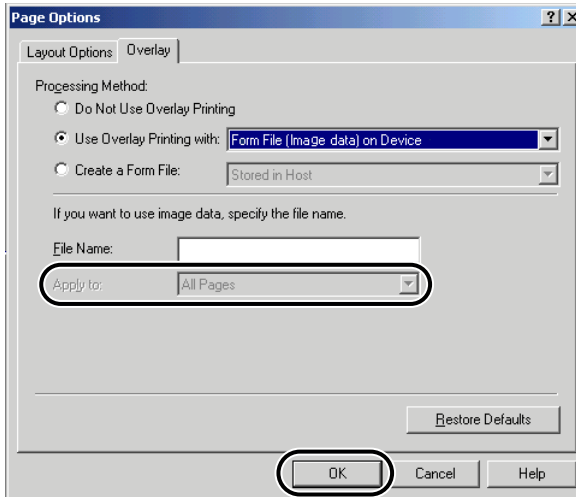 Page Options
Layout Options Overlay
Processing Method:
Do Not Use Overlay Printing
Use Overlay Printing with: Form File (Image data) on Device
Create a Form File: Stored in Host
If you want to use image data, specify the file name.
File Name:
Apply to: All Pages
Restore Defaults
OK Cancel Help